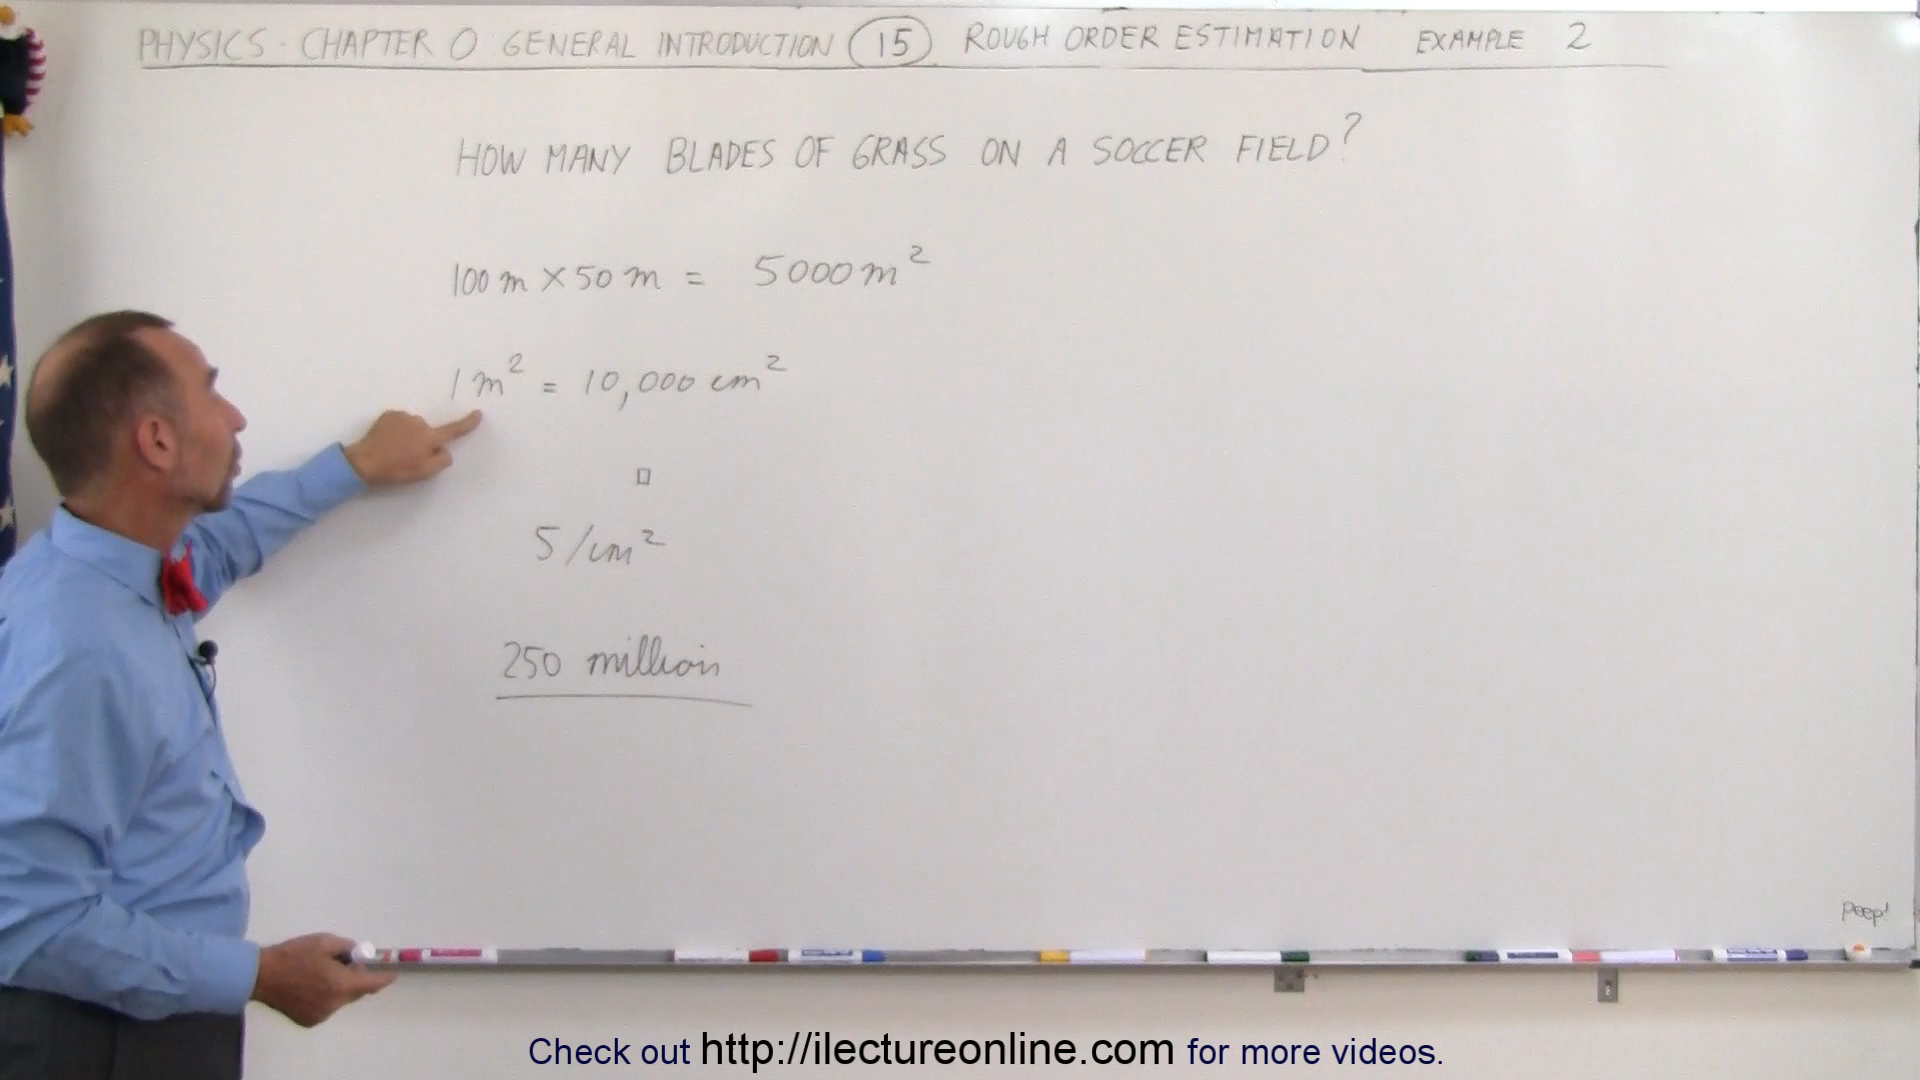 PHYSICS - CHAPTER 0 GENERAL INTRODUCTION 15 ROUGH ORDER ESTIMATION EXAMPLE 2
HOW MANY BLADES OF GRASS ON A SOCCER FIELD?
100 m × 50 m = 5000 m²
1 m² = 10,000 cm²
5/cm²
250 million
peep!
Check out http://ilectureonline.com for more videos.